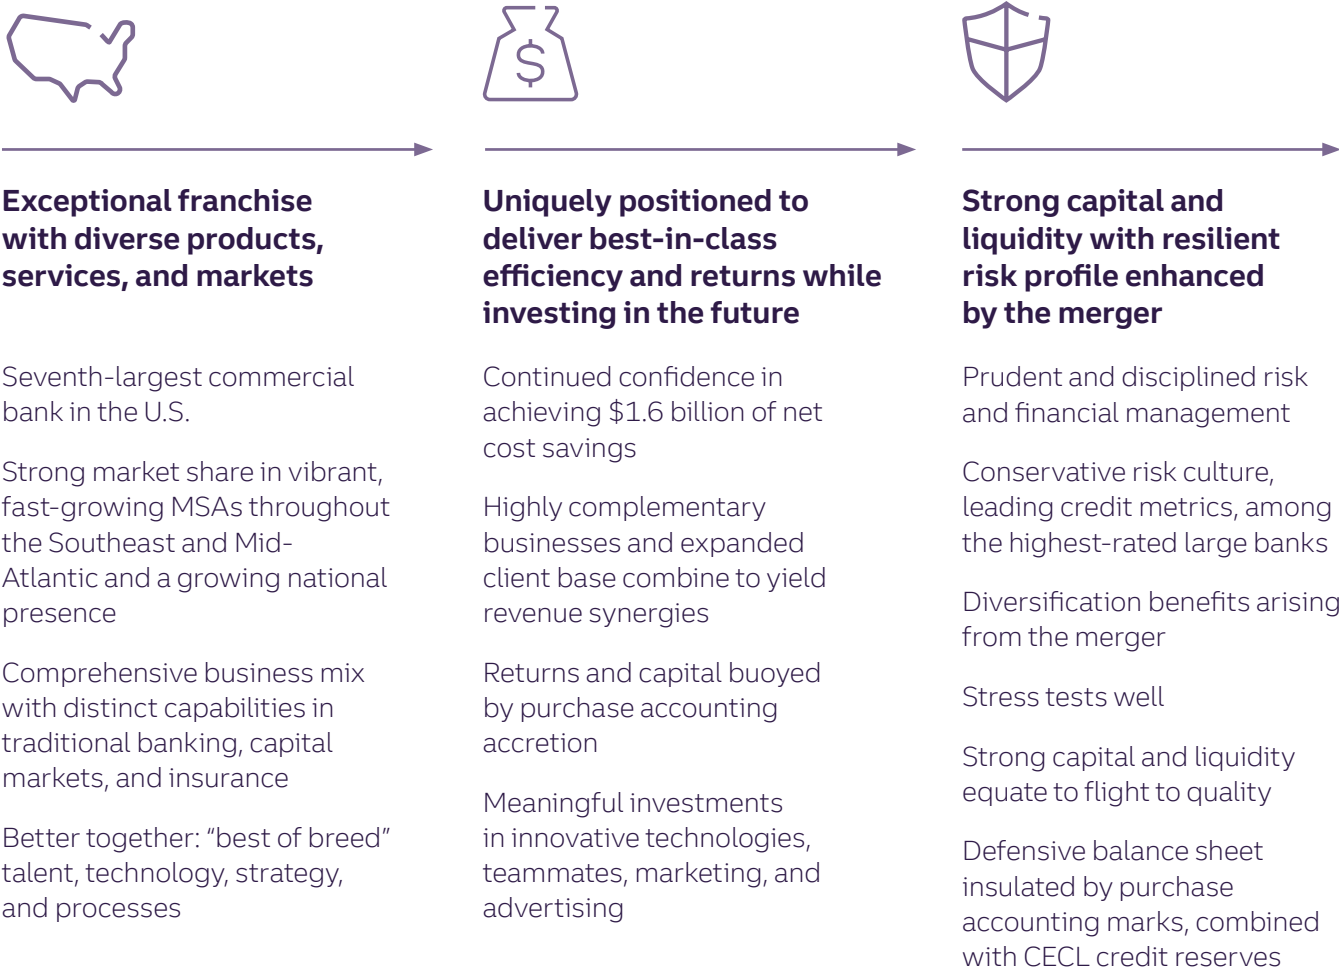 $
Exceptional franchise
with diverse products,
services, and markets
Seventh-largest commercial
bank in the U.S.
Strong market share in vibrant,
fast-growing MSAs throughout
the Southeast and Mid-
Atlantic and a growing national
presence
Comprehensive business mix
with distinct capabilities in
traditional banking, capital
markets, and insurance
Better together: “best of breed”
talent, technology, strategy,
and processes
Uniquely positioned to
deliver best-in-class
efficiency and returns while
investing in the future
Continued confidence in
achieving $1.6 billion of net
cost savings
Highly complementary
businesses and expanded
client base combine to yield
revenue synergies
Returns and capital buoyed
by purchase accounting
accretion
Meaningful investments
in innovative technologies,
teammates, marketing, and
advertising
Strong capital and
liquidity with resilient
risk profile enhanced
by the merger
Prudent and disciplined risk
and financial management
Conservative risk culture,
leading credit metrics, among
the highest-rated large banks
Diversification benefits arising
from the merger
Stress tests well
Strong capital and liquidity
equate to flight to quality
Defensive balance sheet
insulated by purchase
accounting marks, combined
with CECL credit reserves